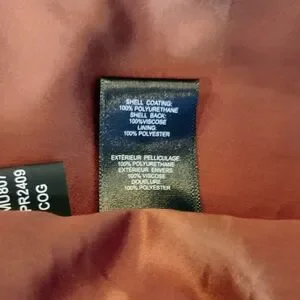 SHELL COATING:
100% POLYURETHANE
SHELL BACK:
100%VISCOSE
LINING:
100% POLYESTER
EXTÉRIEUR PELLICULAGE:
100% POLYURETHANE
EXTÉRIEUR ENVERS
100% VISCOSE
DOUBLURE
100% POLYESTER
PR2409
COG